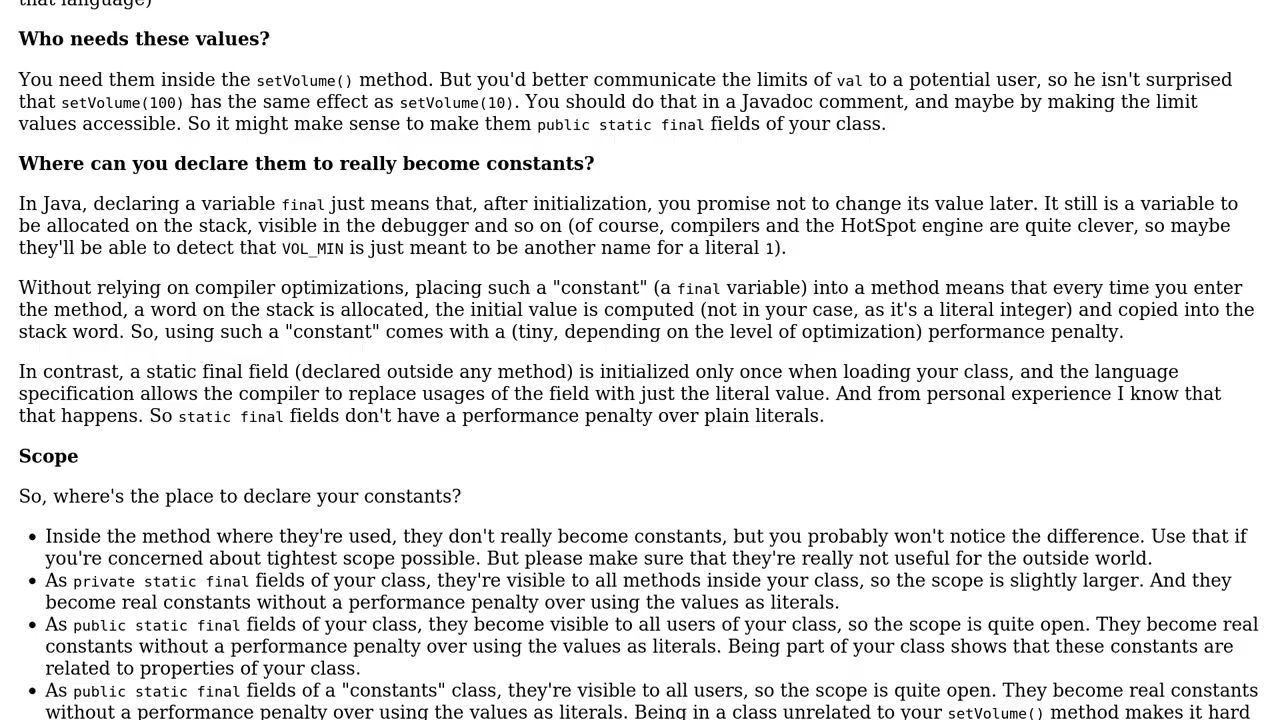 that language)
Who needs these values?
You need them inside the setVolume() method. But you'd better communicate the limits of val to a potential user, so he isn't surprised
that setVolume(100) has the same effect as setVolume(10). You should do that in a Javadoc comment, and maybe by making the limit
values accessible. So it might make sense to make them public static final fields of your class.
Where can you declare them to really become constants?
In Java, declaring a variable final just means that, after initialization, you promise not to change its value later. It still is a variable to
be allocated on the stack, visible in the debugger and so on (of course, compilers and the HotSpot engine are quite clever, so maybe
they'll be able to detect that VOL_MIN is just meant to be another name for a literal 1).
Without relying on compiler optimizations, placing such a "constant" (a final variable) into a method means that every time you enter
the method, a word on the stack is allocated, the initial value is computed (not in your case, as it's a literal integer) and copied into the
stack word. So, using such a "constant" comes with a (tiny, depending on the level of optimization) performance penalty.
In contrast, a static final field (declared outside any method) is initialized only once when loading your class, and the language
specification allows the compiler to replace usages of the field with just the literal value. And from personal experience I know that
that happens. So static final fields don't have a performance penalty over plain literals.
Scope
So, where's the place to declare your constants?
• Inside the method where they're used, they don't really become constants, but you probably won't notice the difference. Use that if
you're concerned about tightest scope possible. But please make sure that they're really not useful for the outside world.
• As private static final fields of your class, they're visible to all methods inside your class, so the scope is slightly larger. And they
become real constants without a performance penalty over using the values as literals.
• As public static final fields of your class, they become visible to all users of your class, so the scope is quite open. They become real
constants without a performance penalty over using the values as literals. Being part of your class shows that these constants are
related to properties of your class.
• As public static final fields of a "constants" class, they're visible to all users, so the scope is quite open. They become real constants
without a performance penalty over using the values as literals. Being in a class unrelated to your setVolume() method makes it hard